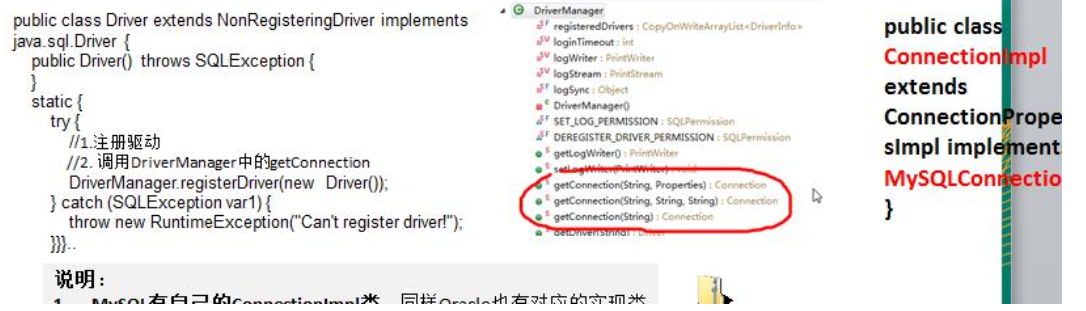 public class Driver extends NonRegisteringDriver implements
java.sql.Driver {
public Driver() throws SQLException {
}
static {
try {
//1.注册驱动
//2. 调用DriverManager中的getConnection
DriverManager.registerDriver(new Driver());
} catch (SQLException var1) {
throw new RuntimeException("Can't register driver!");
}}}..
DriverManager
registeredDrivers : CopyOnWriteArrayList<DriverInfo>
loginTimeout : int
logWriter : PrintWriter
logStream : PrintStream
logSync : Object
DriverManager()
SET_LOG_PERMISSION : SQLPermission
DEREGISTER_DRIVER_PERMISSION : SQLPermission
getLogWriter() : PrintWriter
setLogWriter(PrintWriter) : void
getConnection(String, Properties) : Connection
getConnection(String, String, String) : Connection
getConnection(String) : Connection
getDriver(String) : Driver
public class
ConnectionImpl
extends
ConnectionPrope
sImpl implement
MySQLConnectio
}
说明：
1. MySQL有自己的ConnectionImpl类，同样Oracle也有对应的实现类